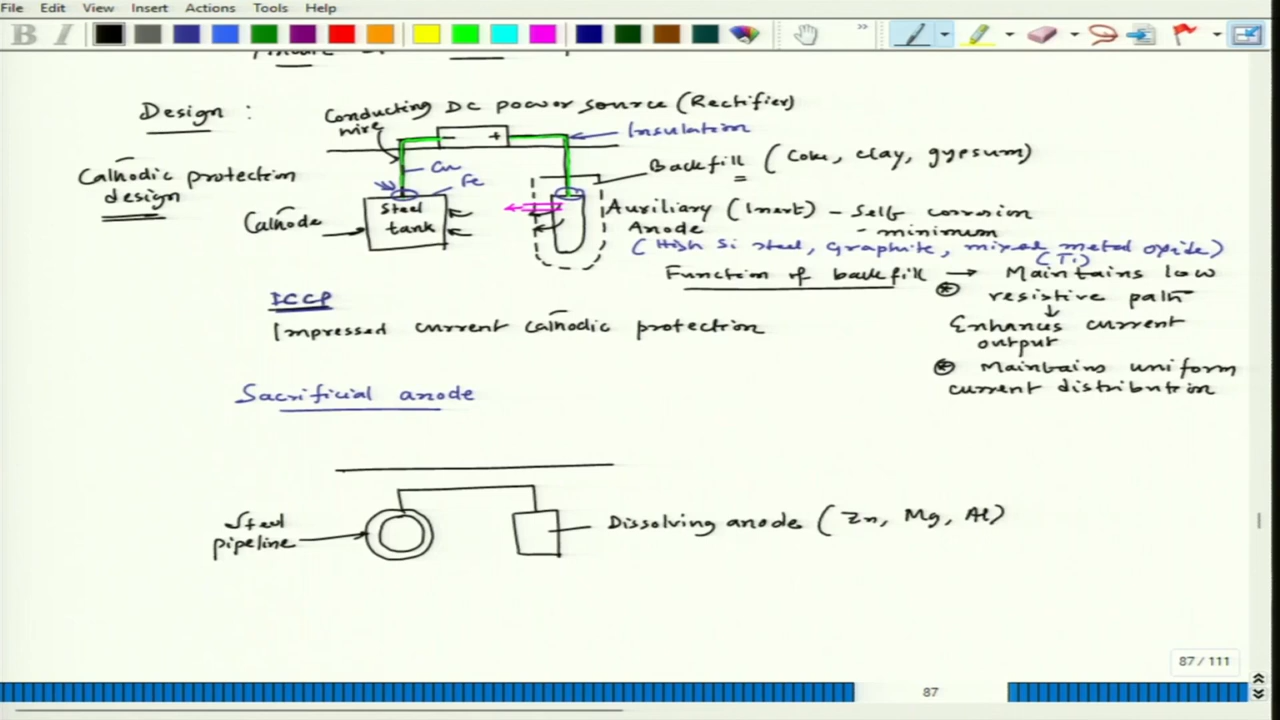 File Edit View Insert Actions Tools Help
B I
Design :
Conducting wire
DC power source (Rectifier)
- +
Insulation
Cathodic protection
design
Cu
Fe
Backfill (Coke, clay, gypsum)
Cathode
Steel
tank
Auxiliary (Inert) - Self corrosion
Anode - minimum
(High Si steel, Graphite, mixed metal oxide)
(Ti)
Function of backfill → Maintains low
resistive path
Enhances current
output
Maintains uniform
current distribution
ICCP
Impressed current cathodic protection
Sacrificial anode
Steel
pipeline
Dissolving anode (Zn, Mg, Al)
87 / 111
87